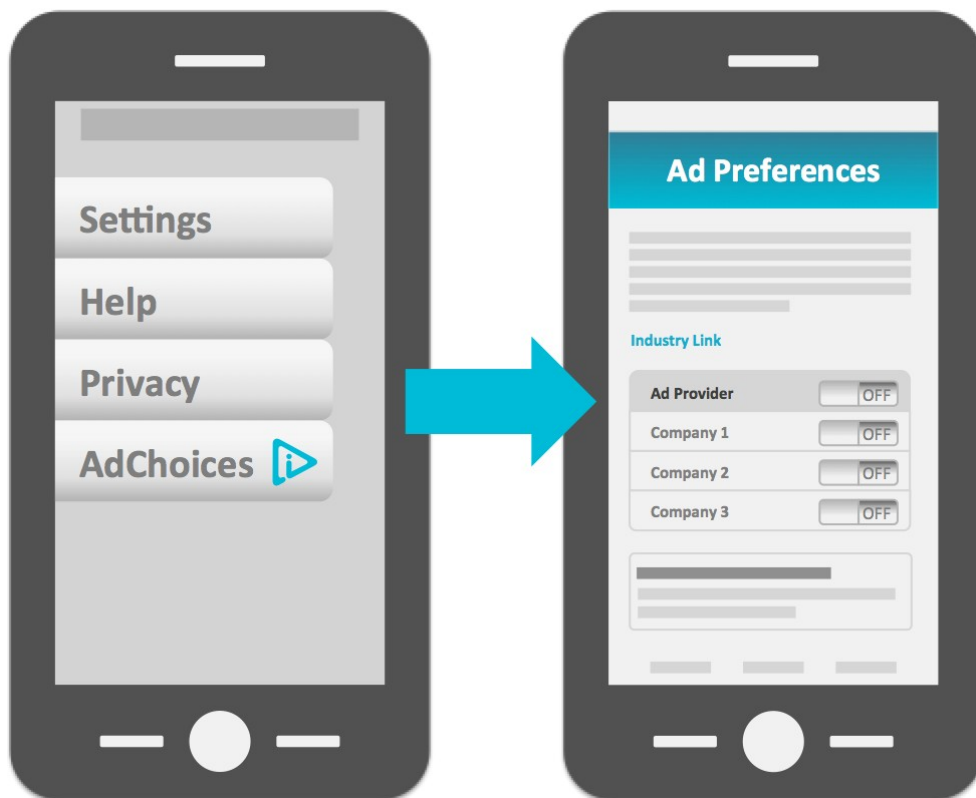 Settings
Help
Privacy
AdChoices
Ad Preferences
Industry Link
Ad Provider OFF
Company 1 OFF
Company 2 OFF
Company 3 OFF